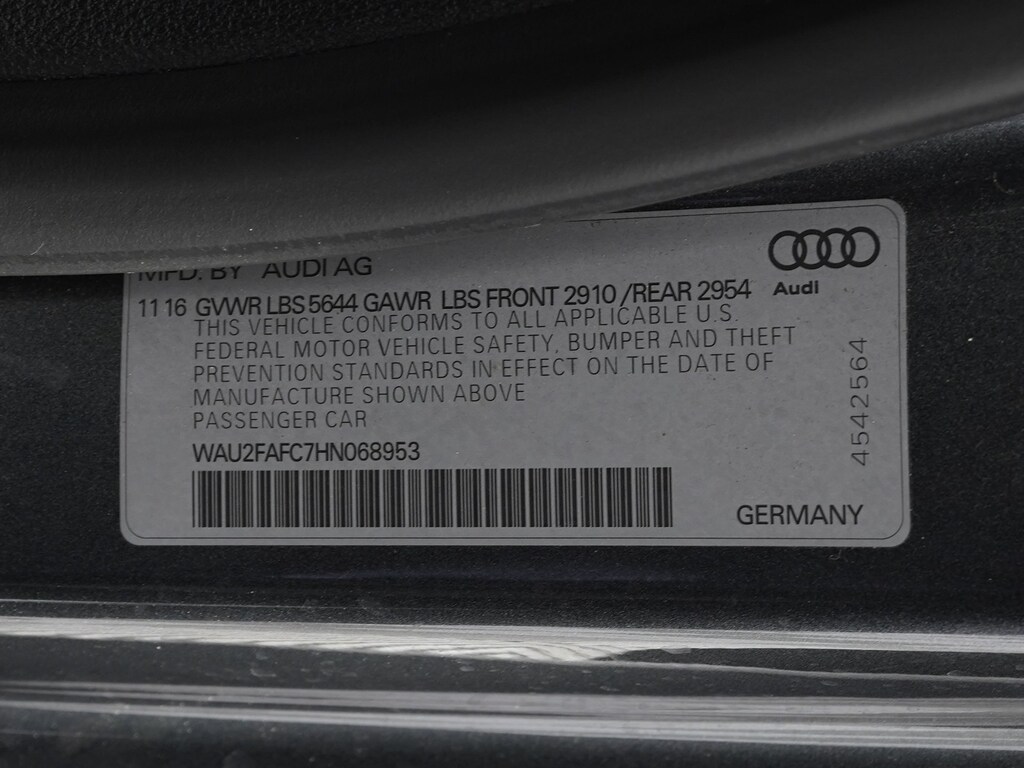 MFD. BY AUDI AG
11 16 GVWR LBS 5644 GAWR LBS FRONT 2910 /REAR 2954
Audi
THIS VEHICLE CONFORMS TO ALL APPLICABLE U.S.
FEDERAL MOTOR VEHICLE SAFETY, BUMPER AND THEFT
PREVENTION STANDARDS IN EFFECT ON THE DATE OF
MANUFACTURE SHOWN ABOVE
PASSENGER CAR
WAU2FAFC7HN068953
4542564
GERMANY